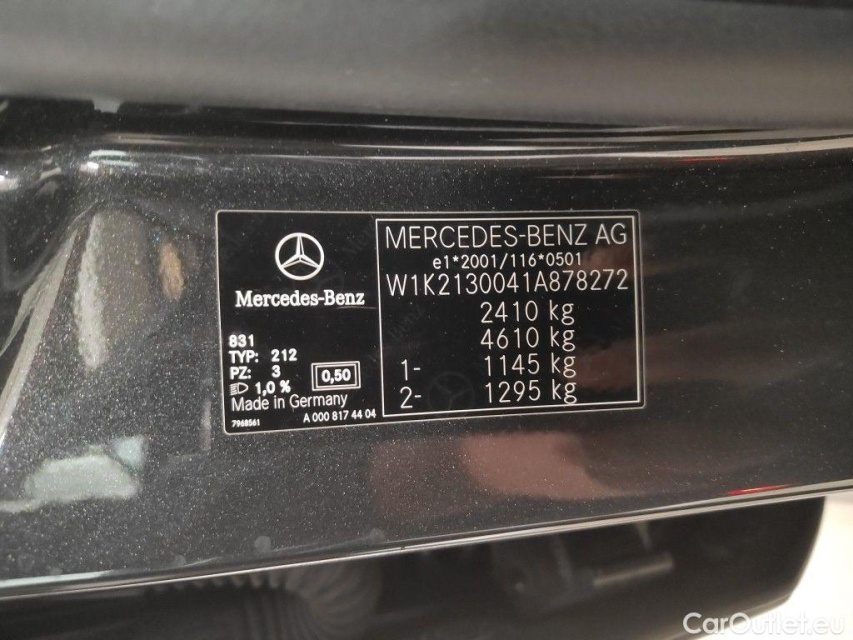 Mercedes-Benz
831
TYP: 212
PZ: 3
1,0 %
0,50
Made in Germany
7968561
A 000 817 44 04
MERCEDES-BENZ AG
e1*2001/116*0501
W1K2130041A878272
2410 kg
4610 kg
1- 1145 kg
2- 1295 kg
CarOutlet.eu